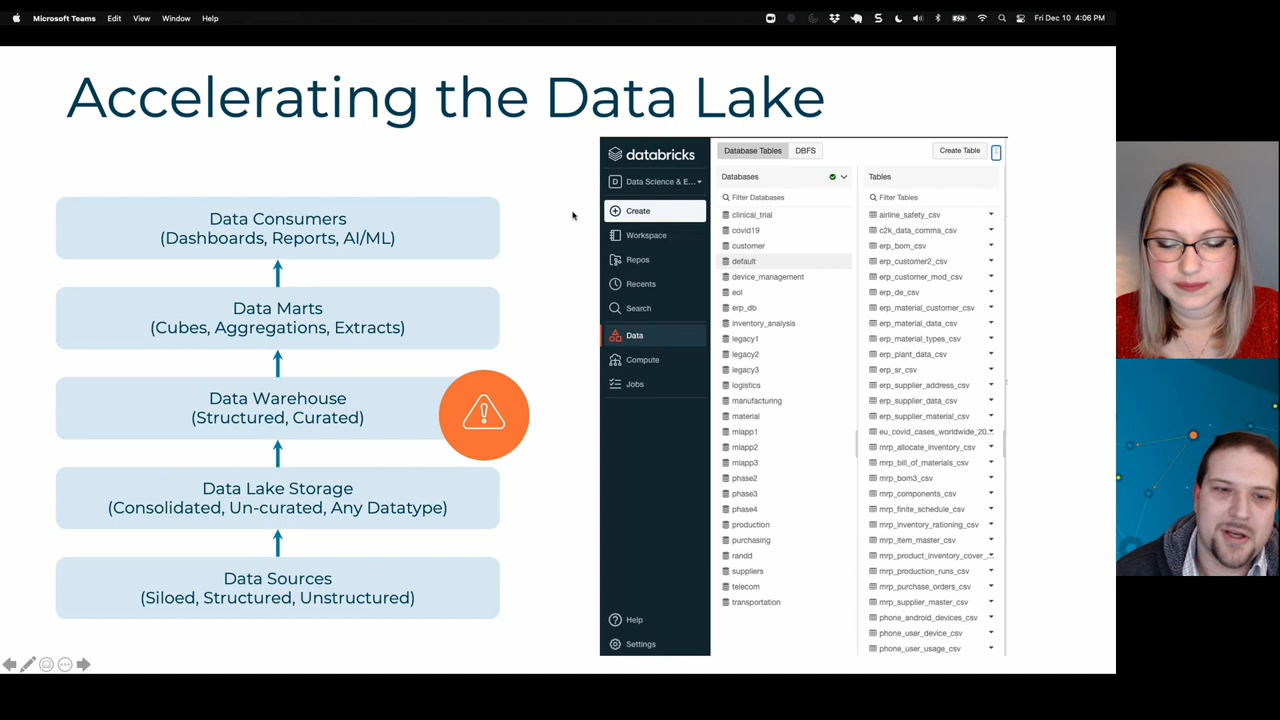 Microsoft Teams Edit View Window Help
Fri Dec 10 4:06 PM
Accelerating the Data Lake
Data Consumers
(Dashboards, Reports, AI/ML)
Data Marts
(Cubes, Aggregations, Extracts)
Data Warehouse
(Structured, Curated)
Data Lake Storage
(Consolidated, Un-curated, Any Datatype)
Data Sources
(Siloed, Structured, Unstructured)
databricks
D Data Science & E...
Create
Workspace
Repos
Recents
Search
Data
Compute
Jobs
Help
Settings
Database Tables DBFS
Create Table
Databases
Filter Databases
clinical_trial
covid19
customer
default
device_management
eol
erp_db
inventory_analysis
legacy1
legacy2
legacy3
logistics
manufacturing
material
mlapp1
mlapp2
mlapp3
phase2
phase3
phase4
production
purchasing
randd
suppliers
telecom
transportation
Tables
Filter Tables
airline_safety_csv
c2k_data_comma_csv
erp_bom_csv
erp_customer2_csv
erp_customer_mod_csv
erp_de_csv
erp_material_customer_csv
erp_material_data_csv
erp_material_types_csv
erp_plant_data_csv
erp_sr_csv
erp_supplier_address_csv
erp_supplier_data_csv
erp_supplier_material_csv
eu_covid_cases_worldwide_20...
mrp_allocate_inventory_csv
mrp_bill_of_materials_csv
mrp_bom3_csv
mrp_components_csv
mrp_finite_schedule_csv
mrp_inventory_rationing_csv
mrp_item_master_csv
mrp_product_inventory_cover_...
mrp_production_runs_csv
mrp_purchase_orders_csv
mrp_supplier_master_csv
phone_android_devices_csv
phone_user_device_csv
phone_user_usage_csv